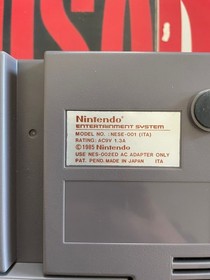 Nintendo®
ENTERTAINMENT SYSTEM
MODEL NO. : NESE-001 (ITA)
RATING: AC9V 1.3A
©1985 Nintendo
USE NES-002ED AC ADAPTER ONLY
PAT. PEND. MADE IN JAPAN ITA